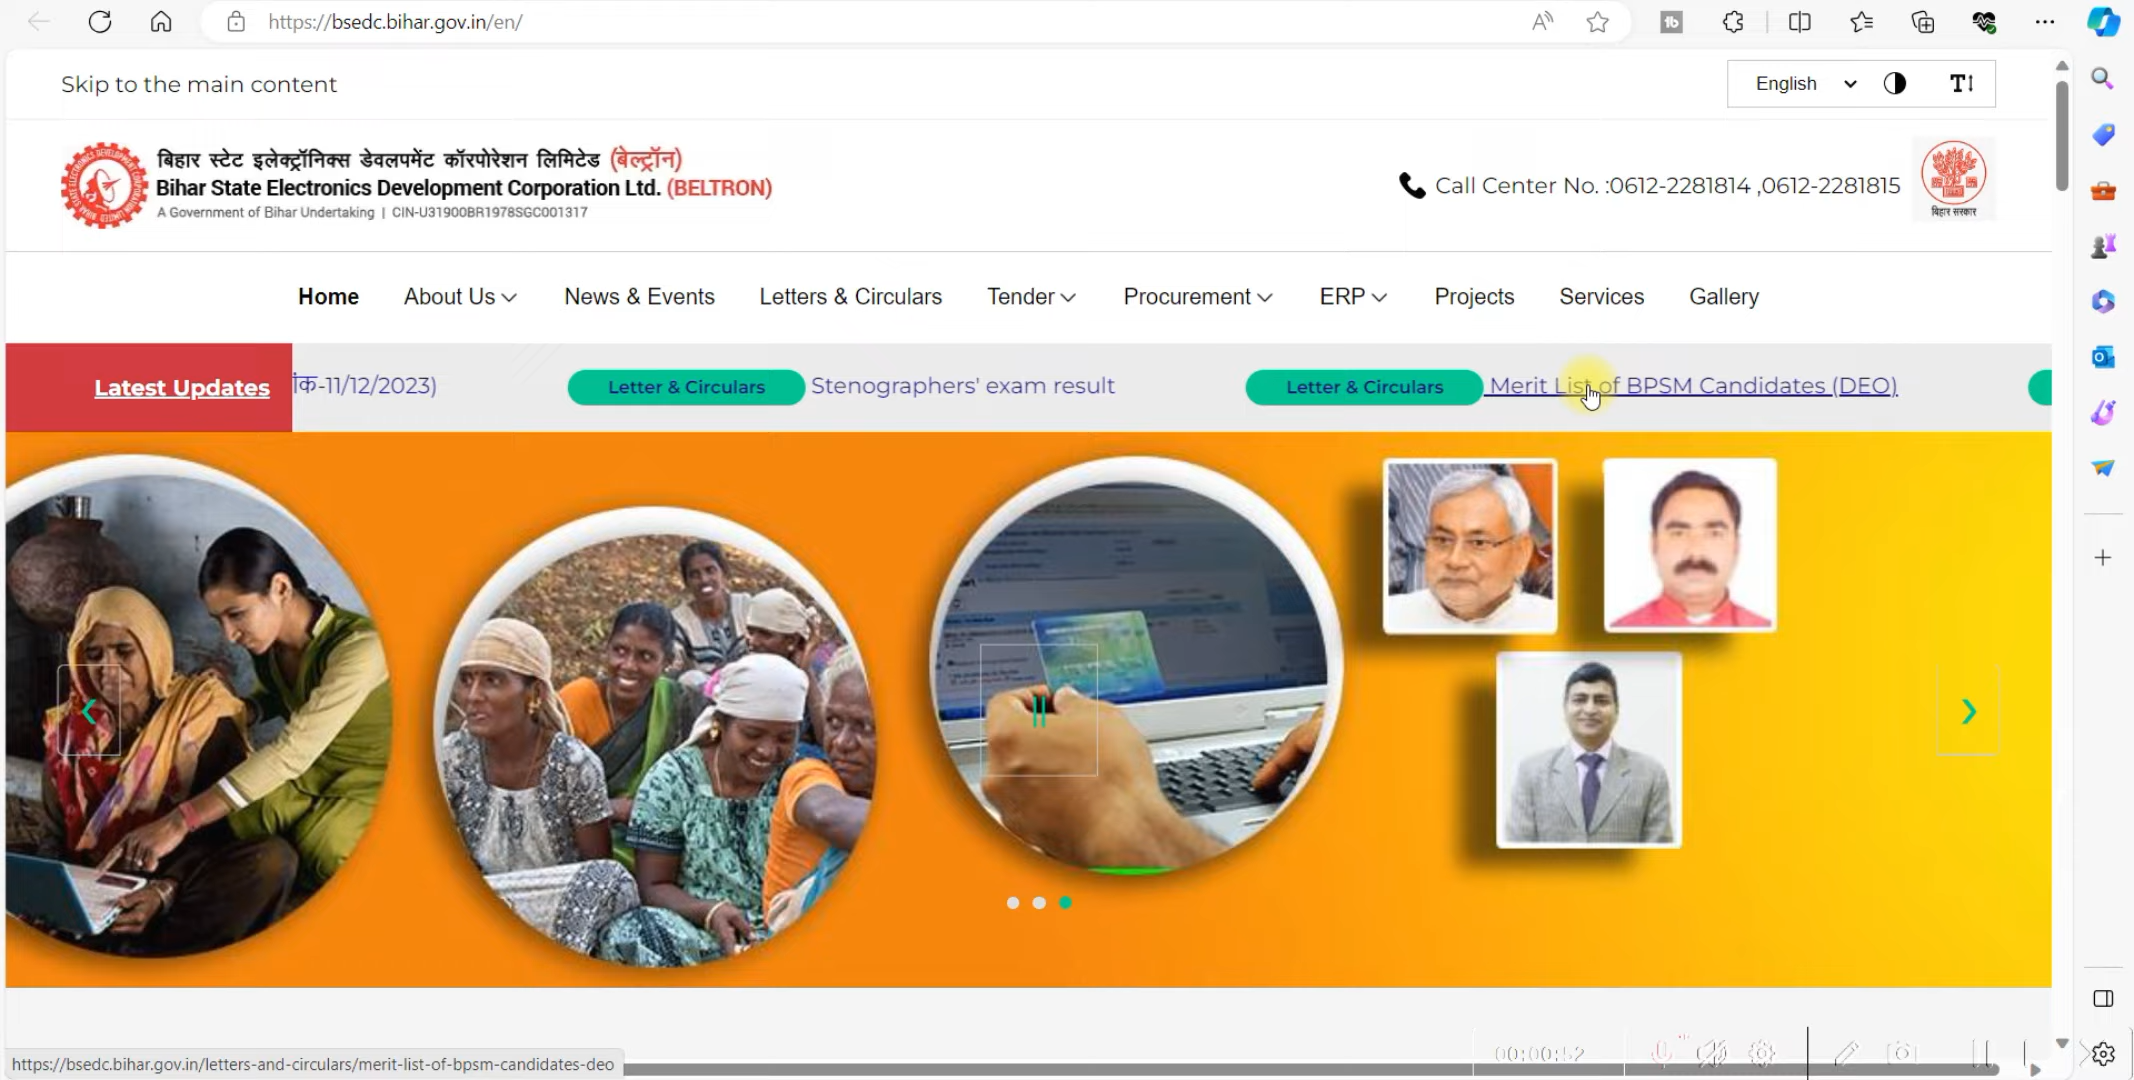 https://bsedc.bihar.gov.in/en/
Skip to the main content
English
बिहार स्टेट इलेक्ट्रॉनिक्स डेवलपमेंट कॉरपोरेशन लिमिटेड (बेल्ट्रॉन)
Bihar State Electronics Development Corporation Ltd. (BELTRON)
A Government of Bihar Undertaking | CIN-U31900BR1978SGC001317
Call Center No. :0612-2281814 ,0612-2281815
बिहार सरकार
Home About Us News & Events Letters & Circulars Tender Procurement ERP Projects Services Gallery
Latest Updates ांक-11/12/2023) Letter & Circulars Stenographers' exam result Letter & Circulars Merit List of BPSM Candidates (DEO)
00:00:52
https://bsedc.bihar.gov.in/letters-and-circulars/merit-list-of-bpsm-candidates-deo